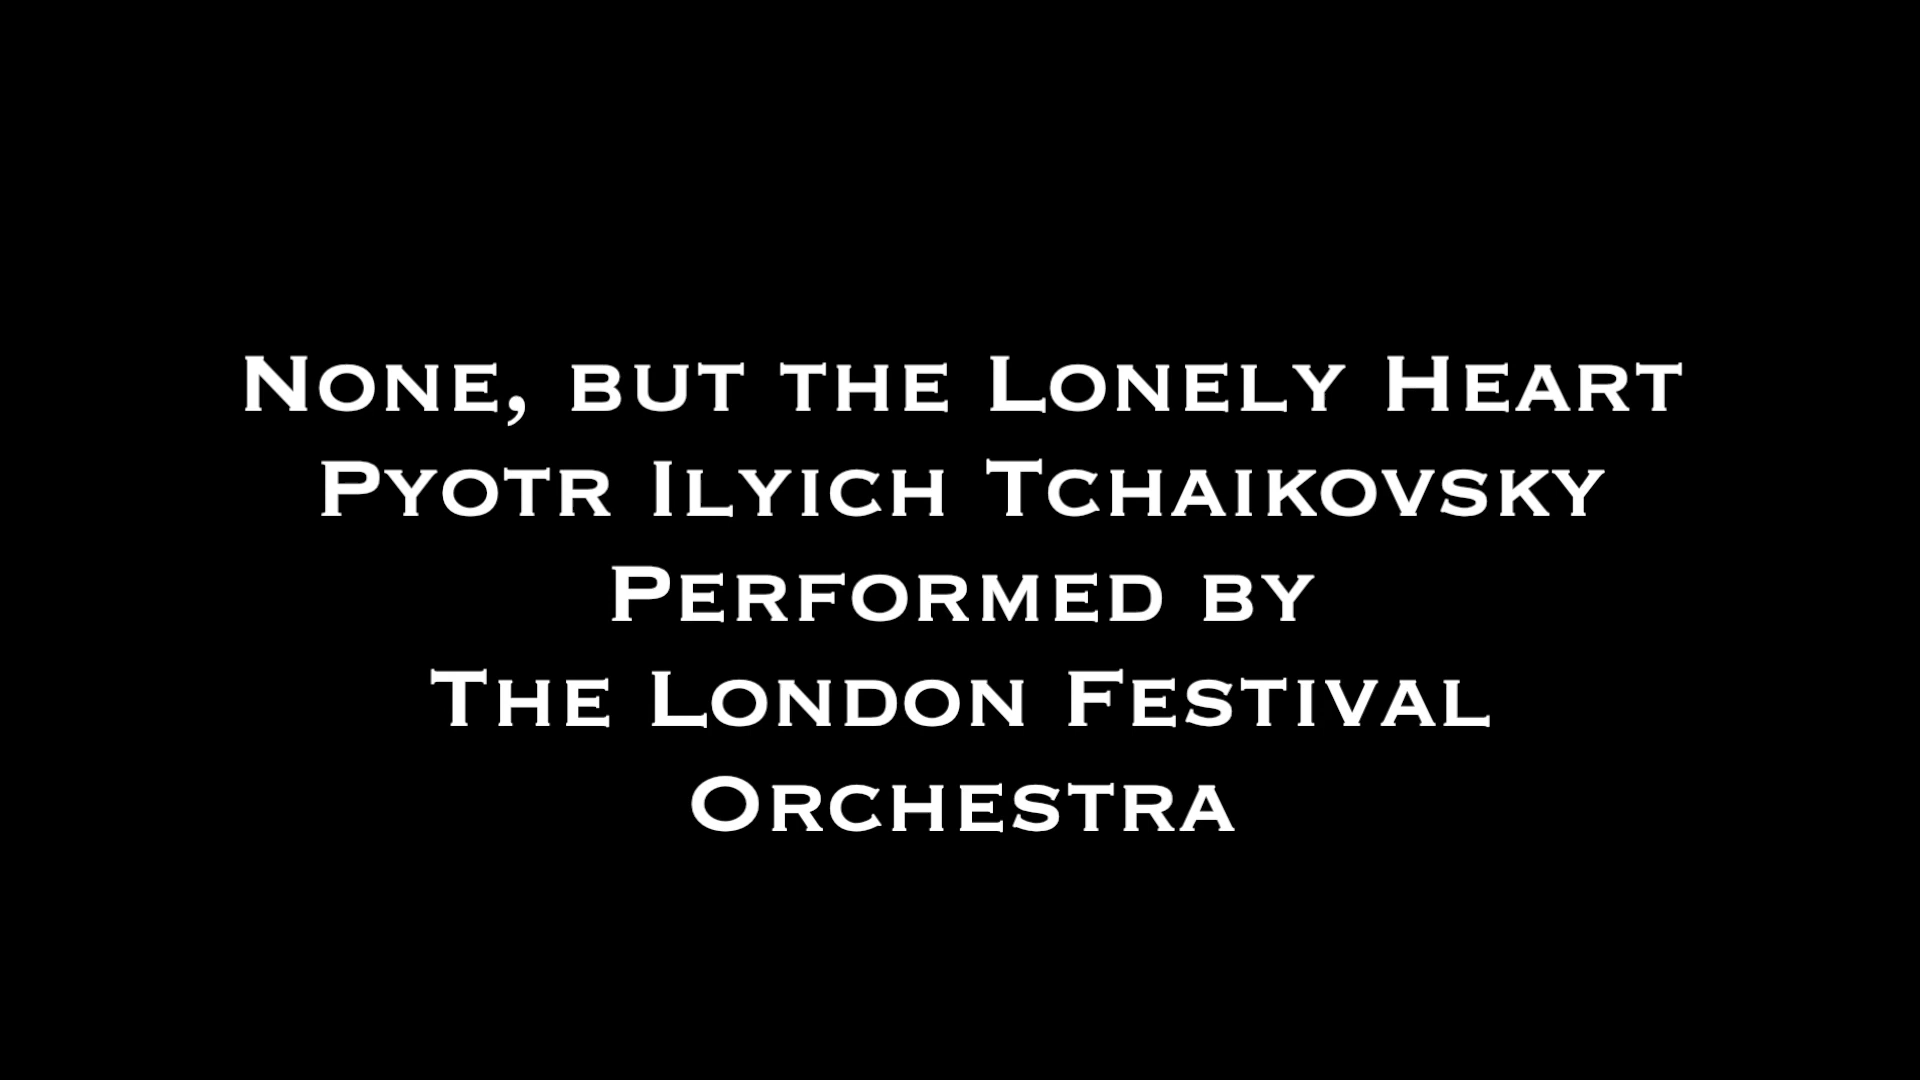 None, but the Lonely Heart
Pyotr Ilyich Tchaikovsky
Performed by
The London Festival
Orchestra